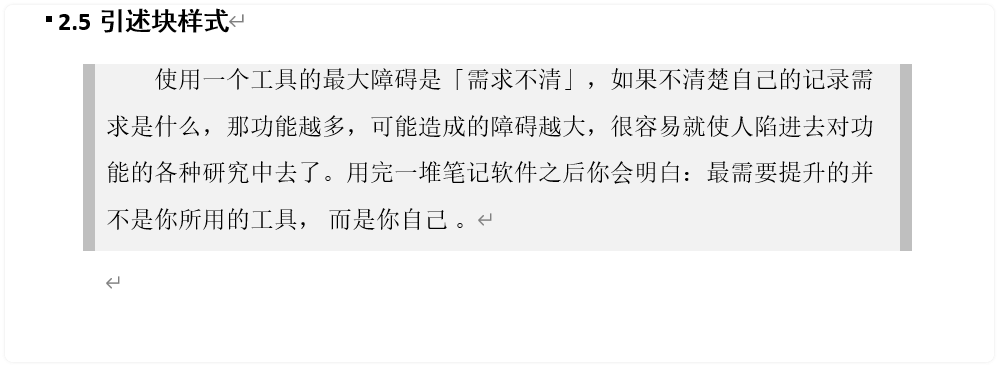 2.5 引述块样式
使用一个工具的最大障碍是「需求不清」，如果不清楚自己的记录需
求是什么，那功能越多，可能造成的障碍越大，很容易就使人陷进去对功
能的各种研究中去了。用完一堆笔记软件之后你会明白：最需要提升的并
不是你所用的工具， 而是你自己 。